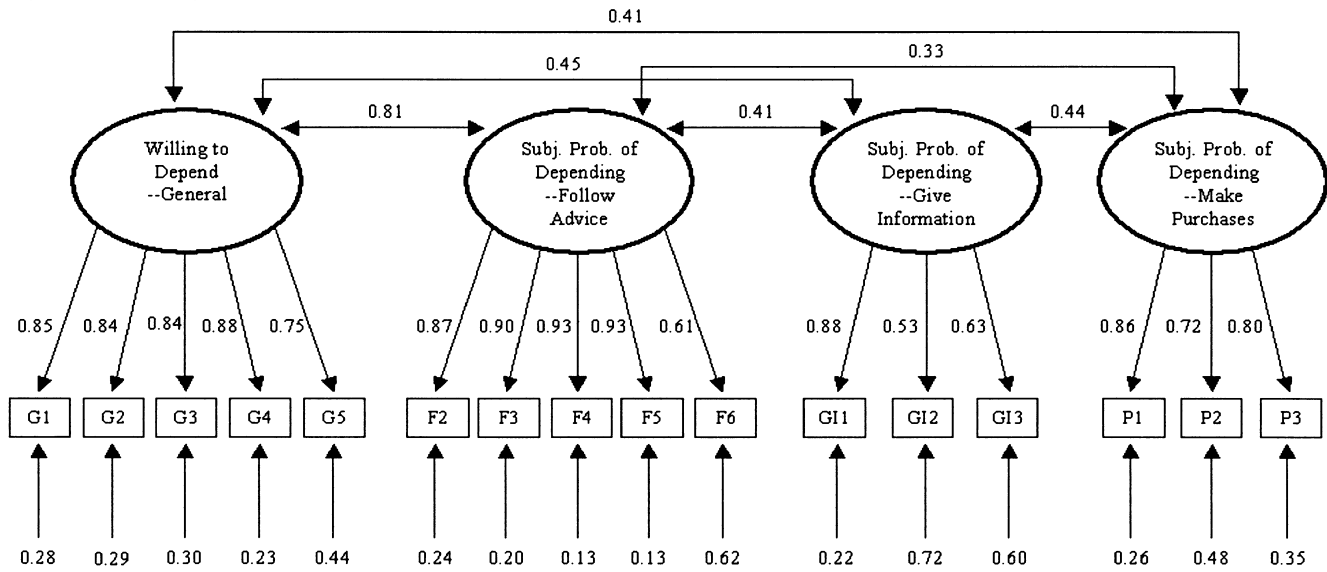 0.41
0.33
0.45
0.81
0.41
0.44
Willing to
Depend
--General
Subj. Prob. of
Depending
--Follow
Advice
Subj. Prob. of
Depending
--Give
Information
Subj. Prob. of
Depending
--Make
Purchases
0.85 0.84 0.84 0.88 0.75 0.87 0.90 0.93 0.93 0.61 0.88 0.53 0.63 0.86 0.72 0.80
G1 G2 G3 G4 G5 F2 F3 F4 F5 F6 GI1 GI2 GI3 P1 P2 P3
0.28 0.29 0.30 0.23 0.44 0.24 0.20 0.13 0.13 0.62 0.22 0.72 0.60 0.26 0.48 0.35